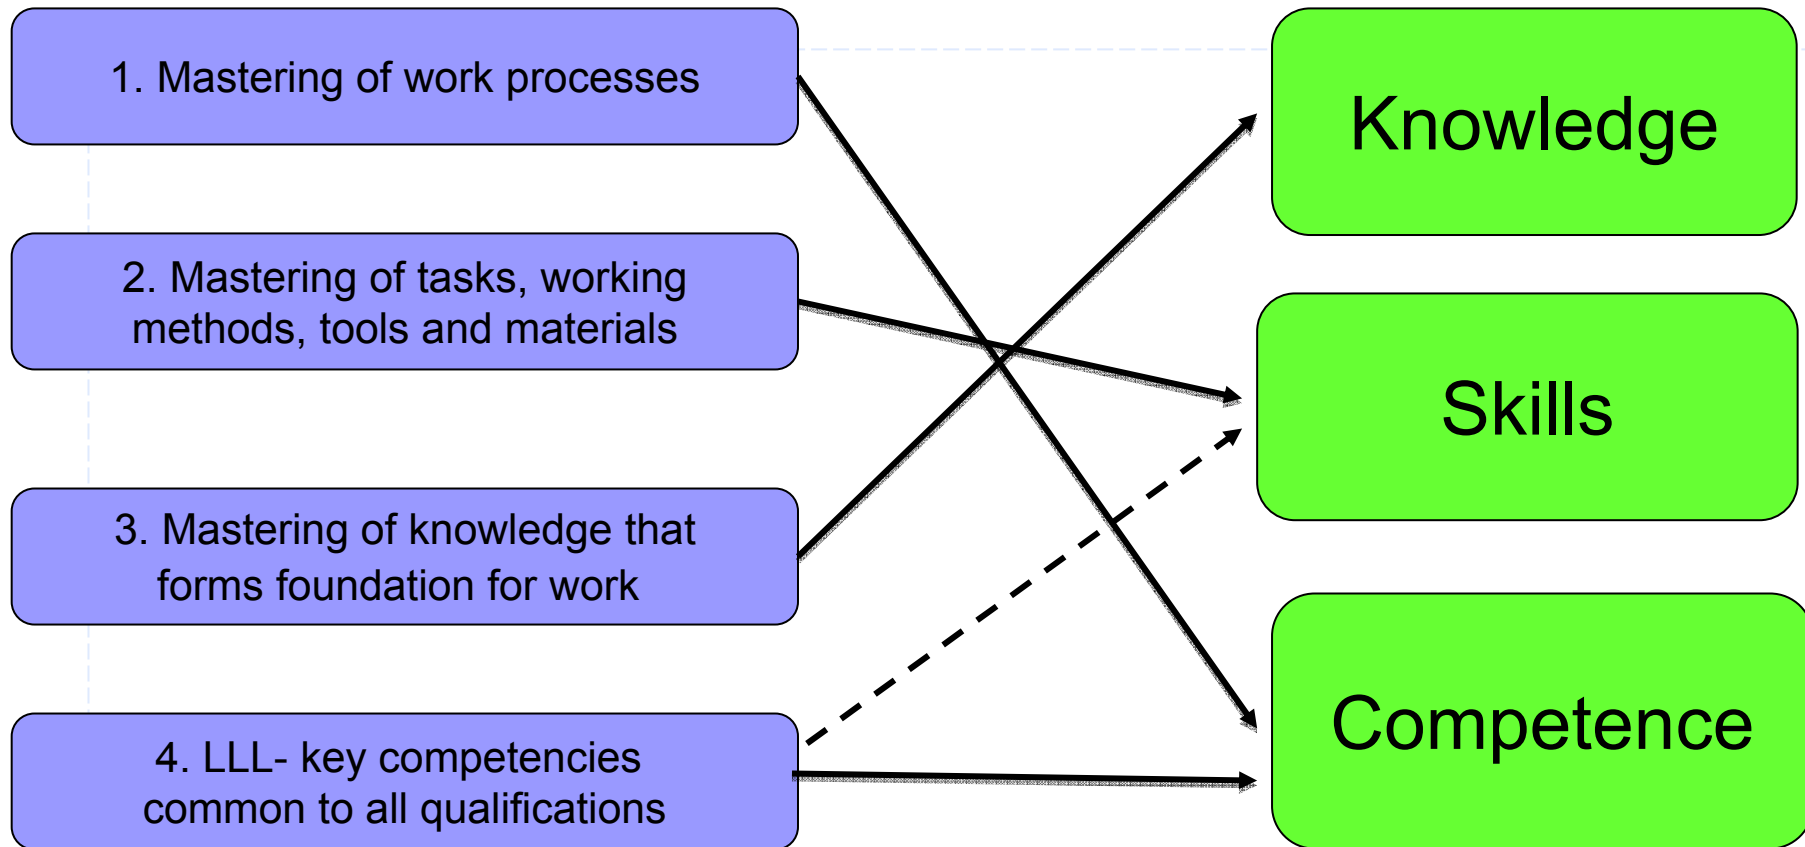 1. Mastering of work processes
2. Mastering of tasks, working
methods, tools and materials
3. Mastering of knowledge that
forms foundation for work
4. LLL- key competencies
common to all qualifications
Knowledge
Skills
Competence